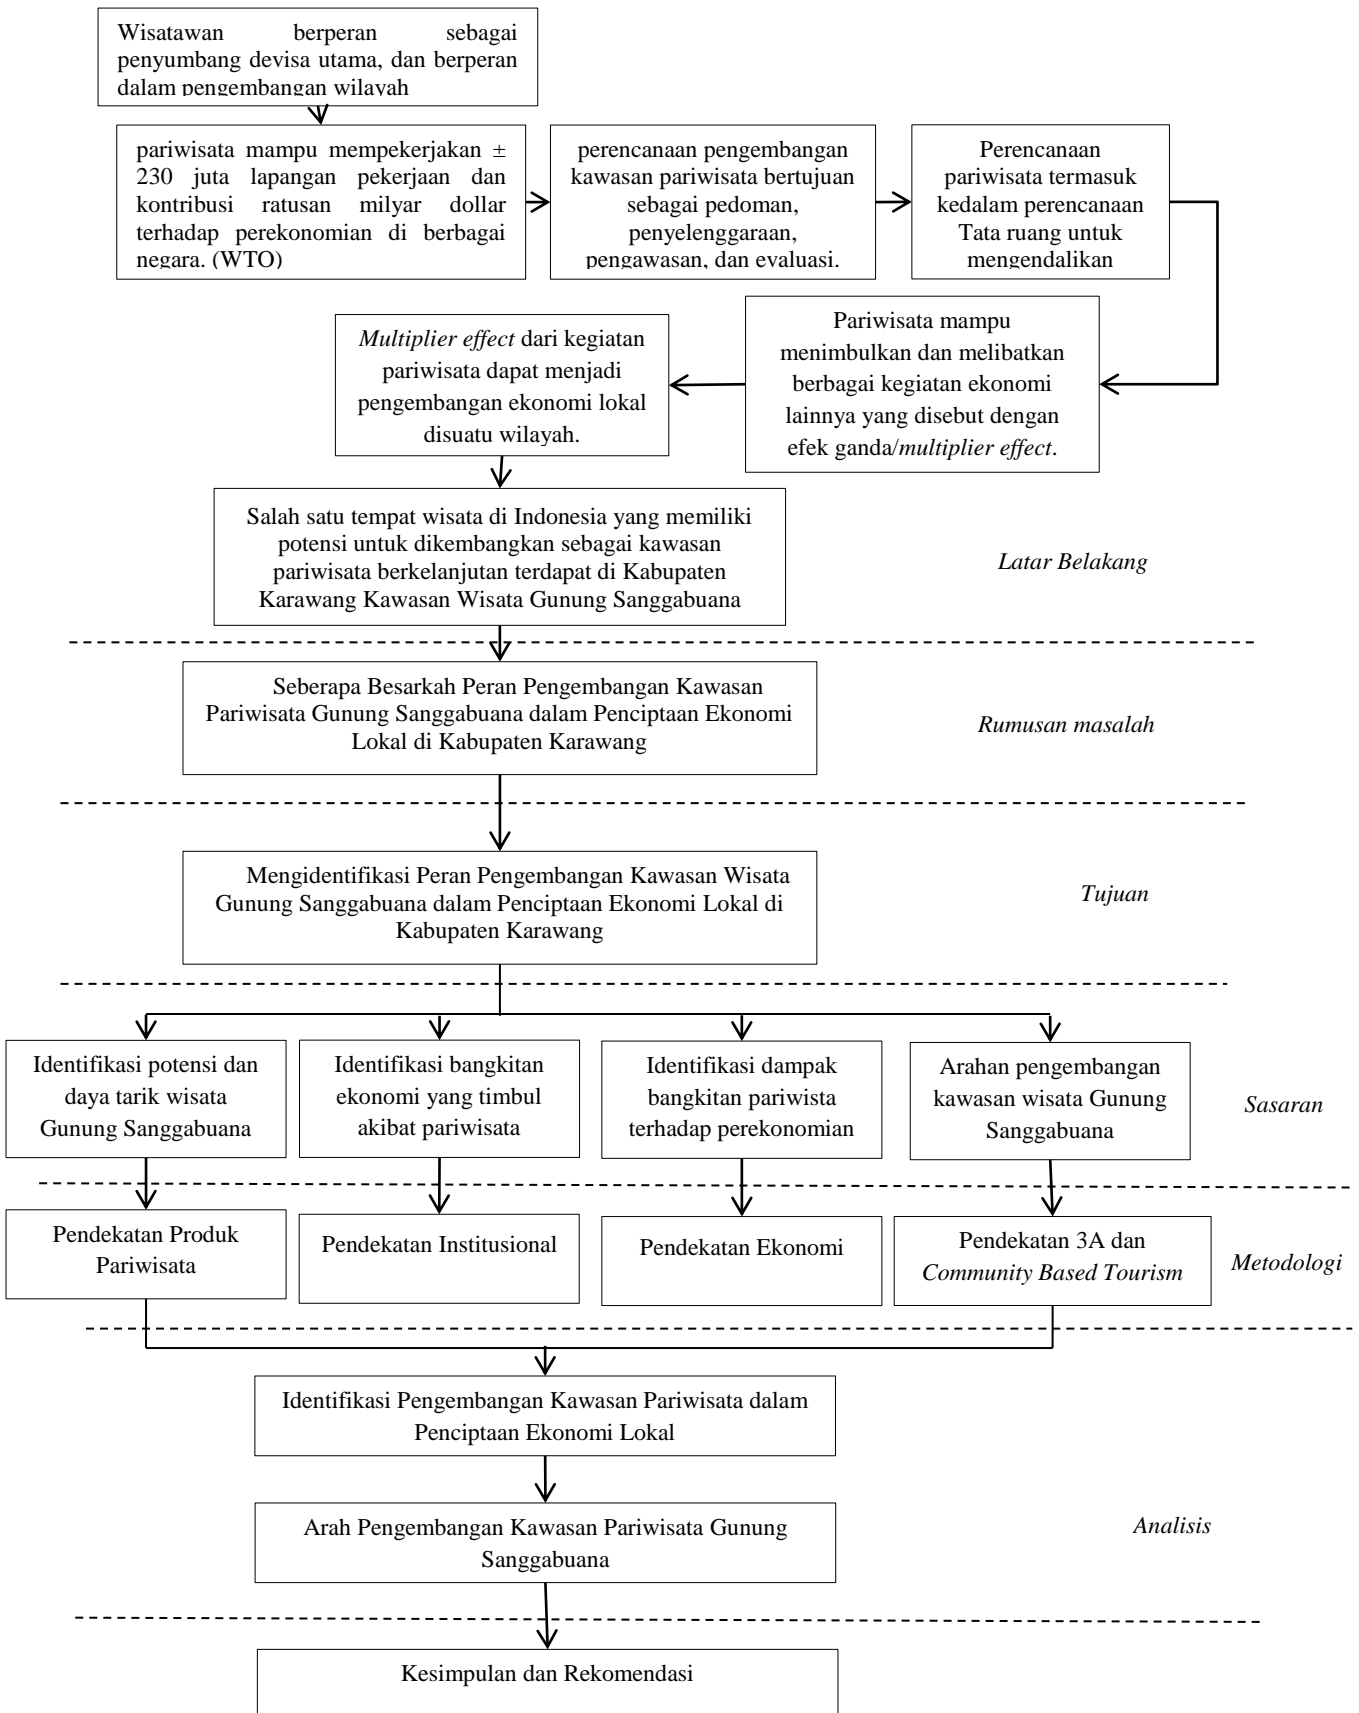 Wisatawan berperan sebagai
penyumbang devisa utama, dan berperan
dalam pengembangan wilayah
pariwisata mampu mempekerjakan ±
230 juta lapangan pekerjaan dan
kontribusi ratusan milyar dollar
terhadap perekonomian di berbagai
negara. (WTO)
perencanaan pengembangan
kawasan pariwisata bertujuan
sebagai pedoman,
penyelenggaraan,
pengawasan, dan evaluasi.
Perencanaan
pariwisata termasuk
kedalam perencanaan
Tata ruang untuk
mengendalikan
Pariwisata mampu
menimbulkan dan melibatkan
berbagai kegiatan ekonomi
lainnya yang disebut dengan
efek ganda/multiplier effect.
Multiplier effect dari kegiatan
pariwisata dapat menjadi
pengembangan ekonomi lokal
disuatu wilayah.
Salah satu tempat wisata di Indonesia yang memiliki
potensi untuk dikembangkan sebagai kawasan
pariwisata berkelanjutan terdapat di Kabupaten
Karawang Kawasan Wisata Gunung Sanggabuana
Latar Belakang
Seberapa Besarkah Peran Pengembangan Kawasan
Pariwisata Gunung Sanggabuana dalam Penciptaan Ekonomi
Lokal di Kabupaten Karawang
Rumusan masalah
Mengidentifikasi Peran Pengembangan Kawasan Wisata
Gunung Sanggabuana dalam Penciptaan Ekonomi Lokal di
Kabupaten Karawang
Tujuan
Identifikasi potensi dan
daya tarik wisata
Gunung Sanggabuana
Identifikasi bangkitan
ekonomi yang timbul
akibat pariwisata
Identifikasi dampak
bangkitan pariwista
terhadap perekonomian
Arahan pengembangan
kawasan wisata Gunung
Sanggabuana
Sasaran
Pendekatan Produk
Pariwisata
Pendekatan Institusional
Pendekatan Ekonomi
Pendekatan 3A dan
Community Based Tourism
Metodologi
Identifikasi Pengembangan Kawasan Pariwisata dalam
Penciptaan Ekonomi Lokal
Arah Pengembangan Kawasan Pariwisata Gunung
Sanggabuana
Analisis
Kesimpulan dan Rekomendasi